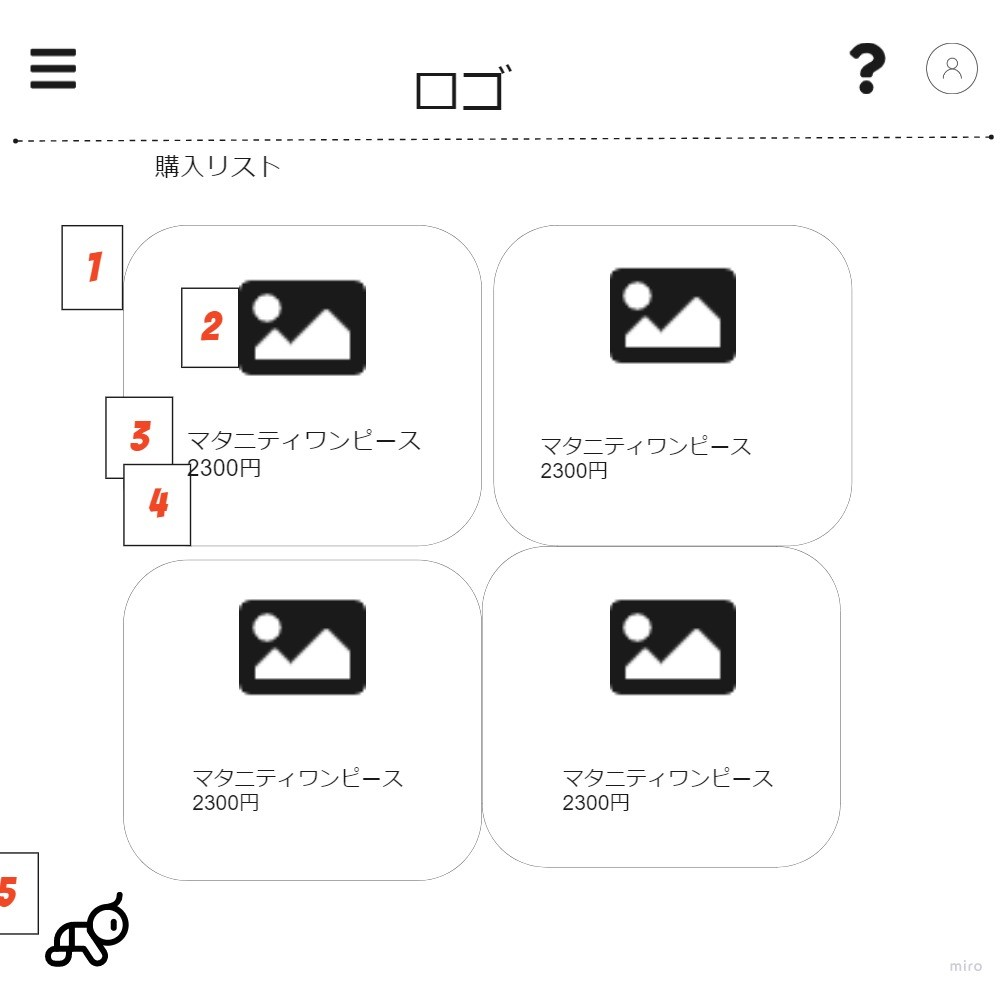 ロゴ
購入リスト
1
2
3
マタニティワンピース
2300円
4
マタニティワンピース
2300円
マタニティワンピース
2300円
マタニティワンピース
2300円
5
miro